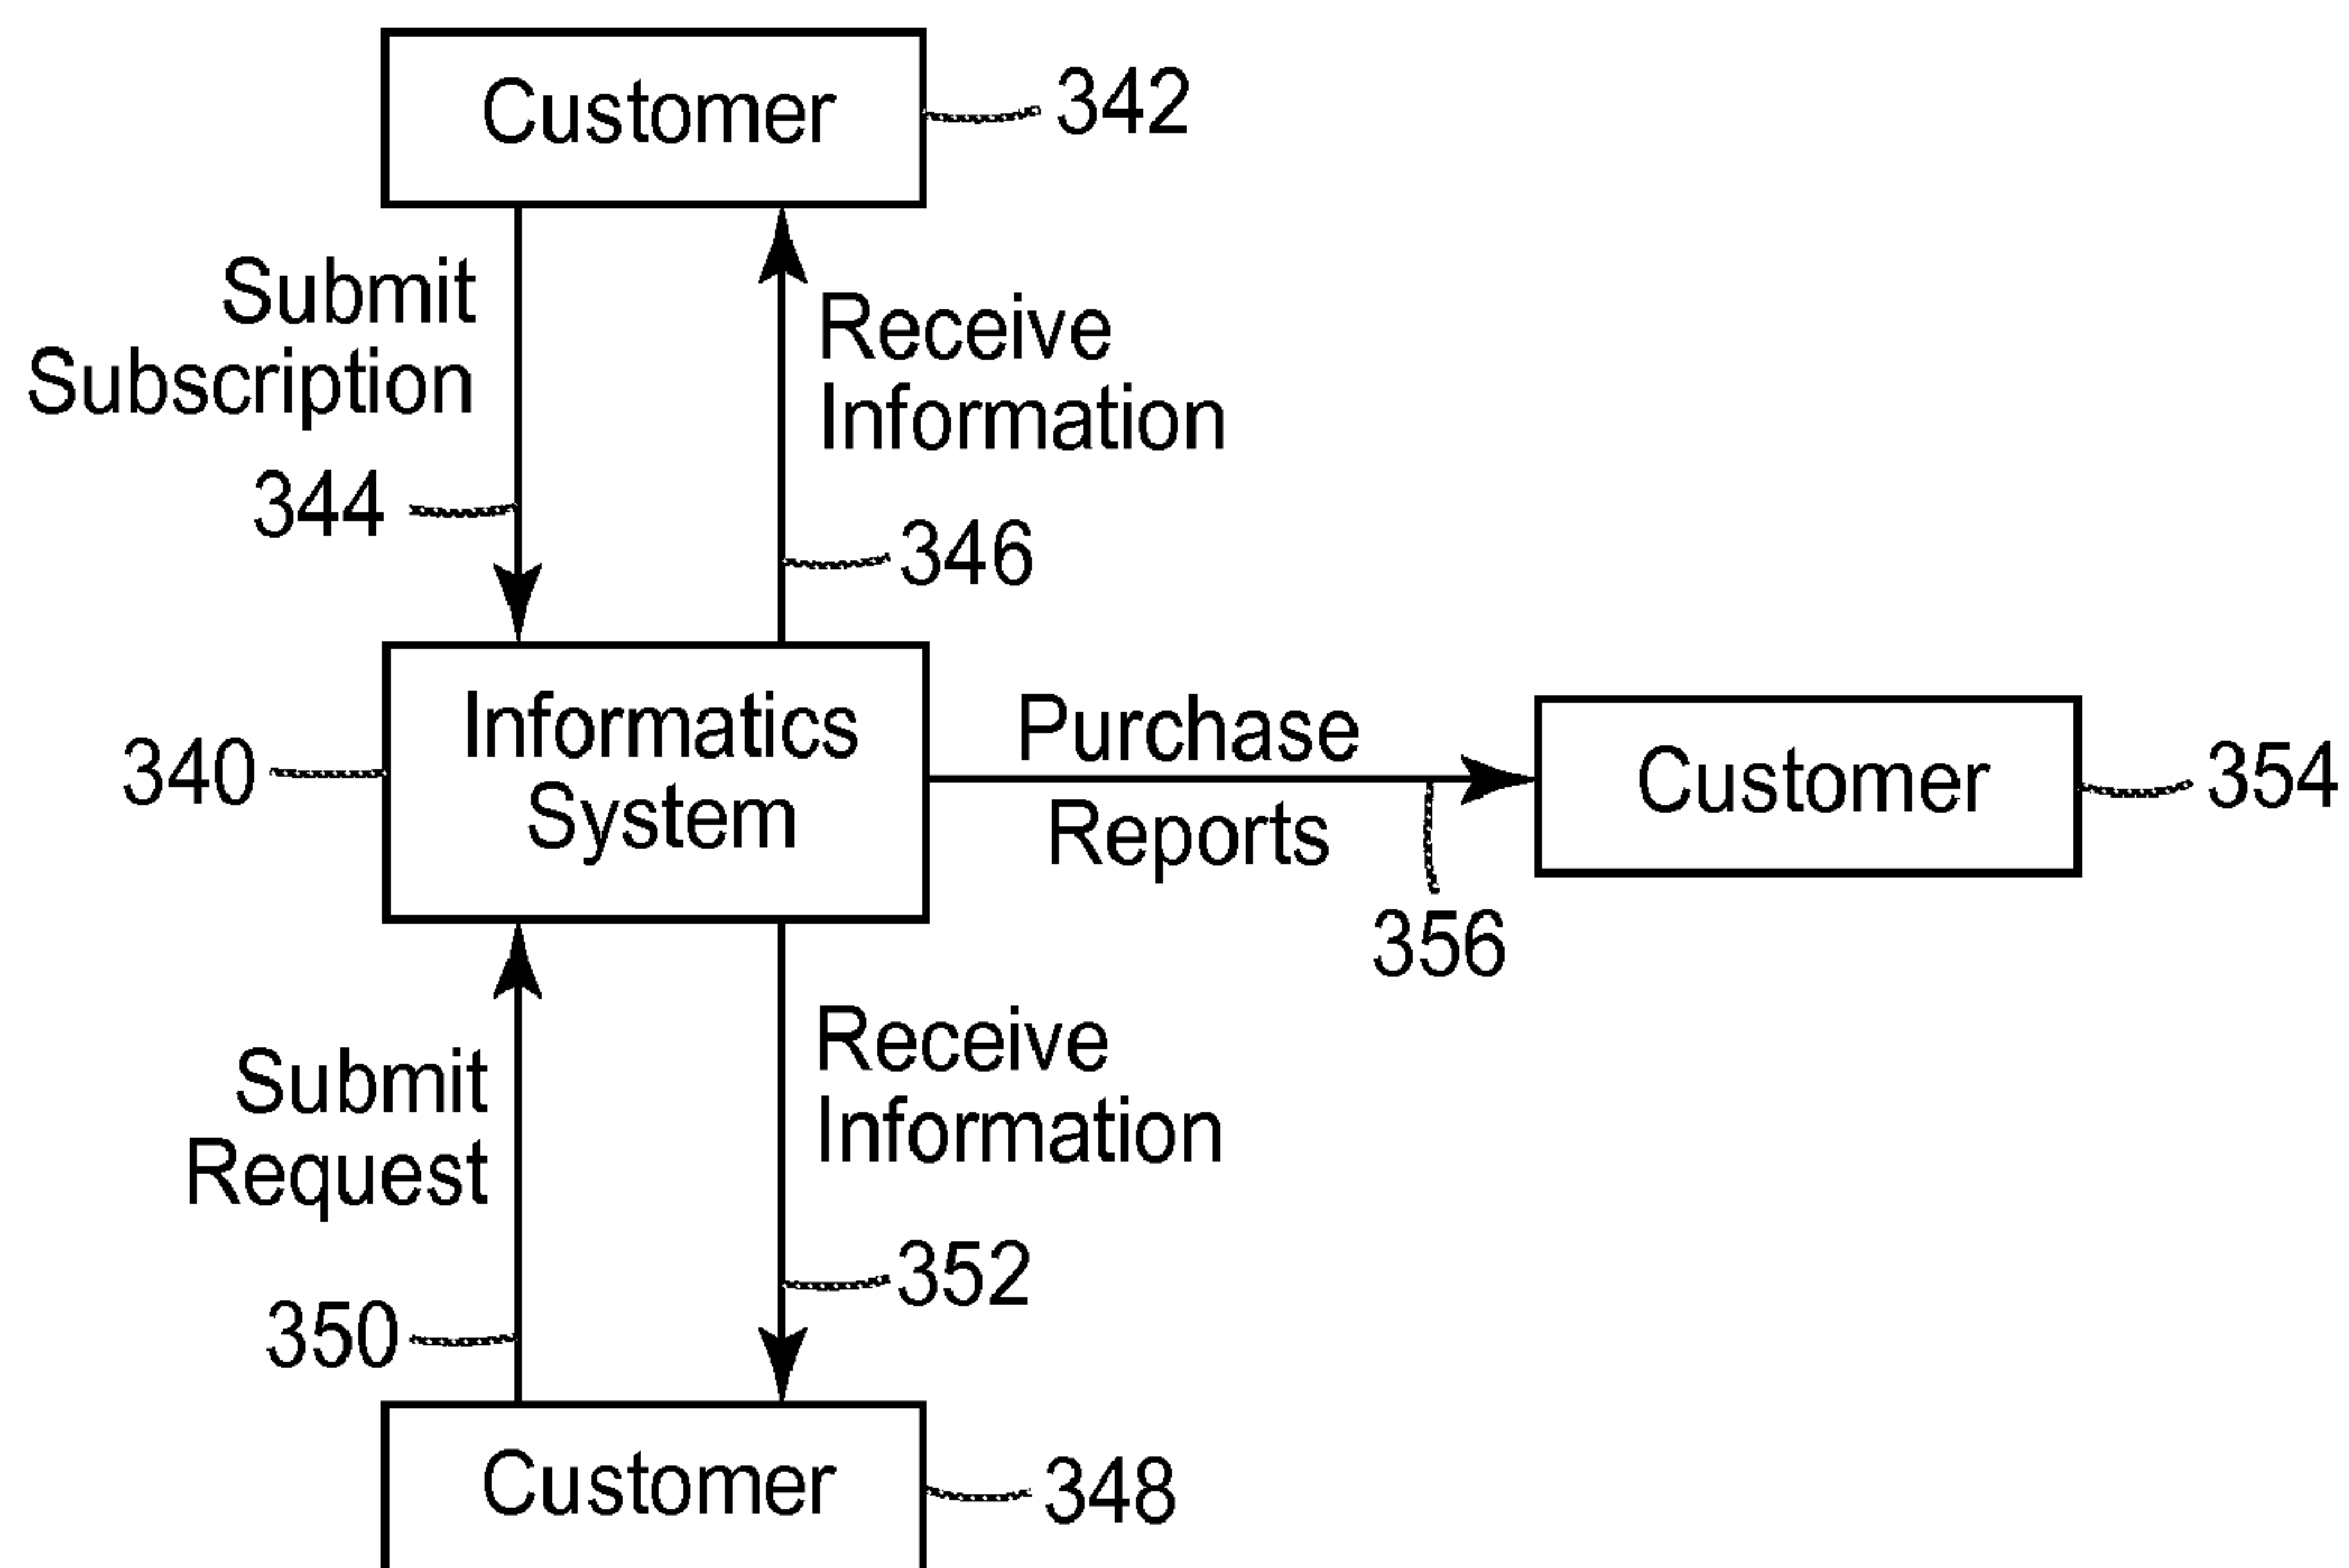 Customer
342
Submit
Subscription
344
Receive
Information
346
340
Informatics
System
Purchase
Reports
356
Customer
354
Submit
Request
350
Receive
Information
352
Customer
348